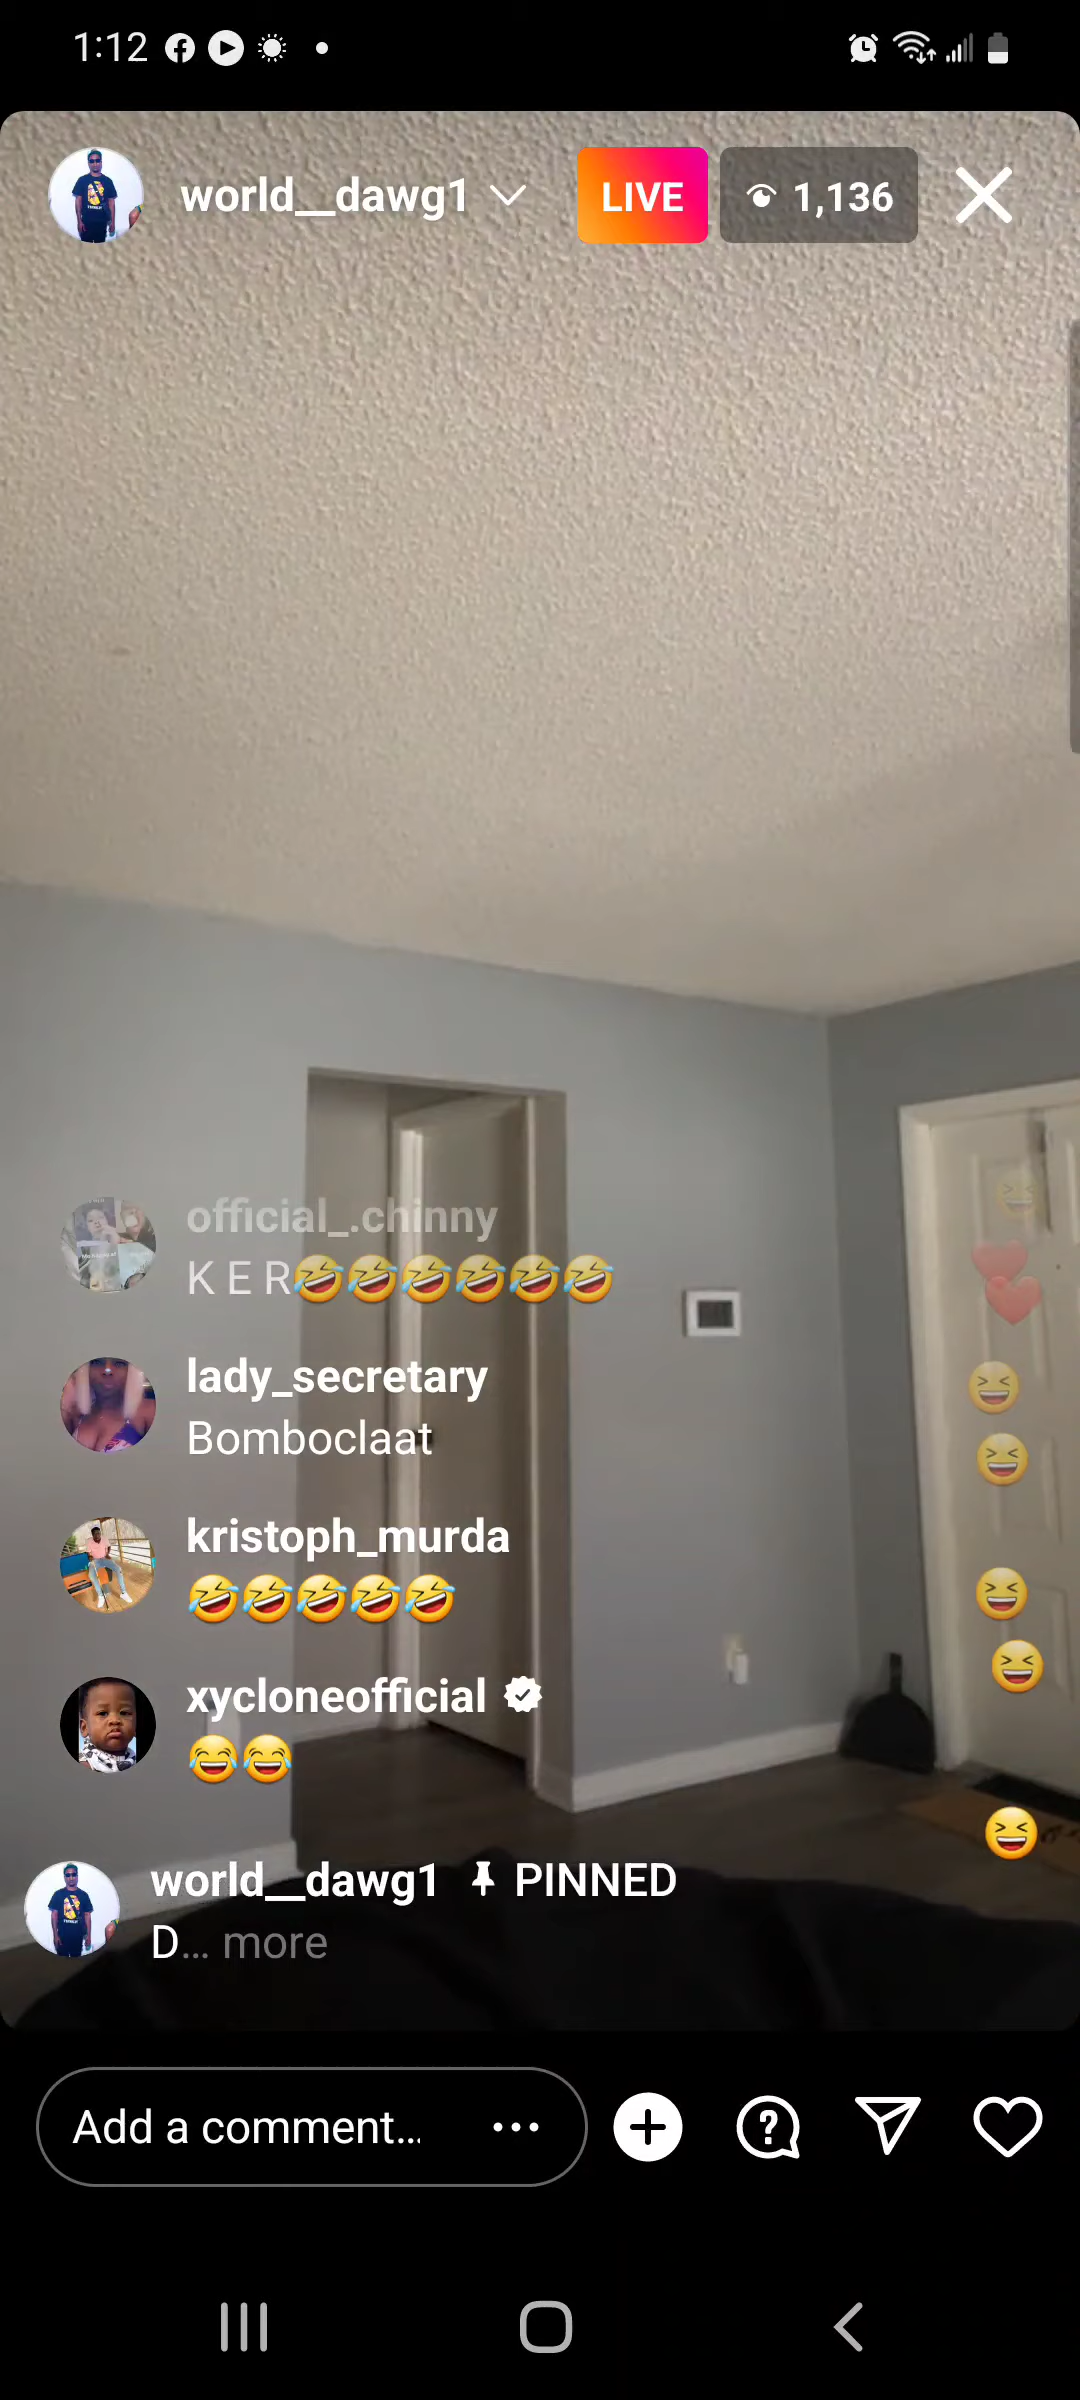 1:12
world__dawg1
LIVE
1,136
official_.chinny
K E R🤣🤣🤣🤣🤣🤣
lady_secretary
Bomboclaat
kristoph_murda
🤣🤣🤣🤣🤣
xycloneofficial
😂😂
world__dawg1 PINNED
D... more
Add a comment...